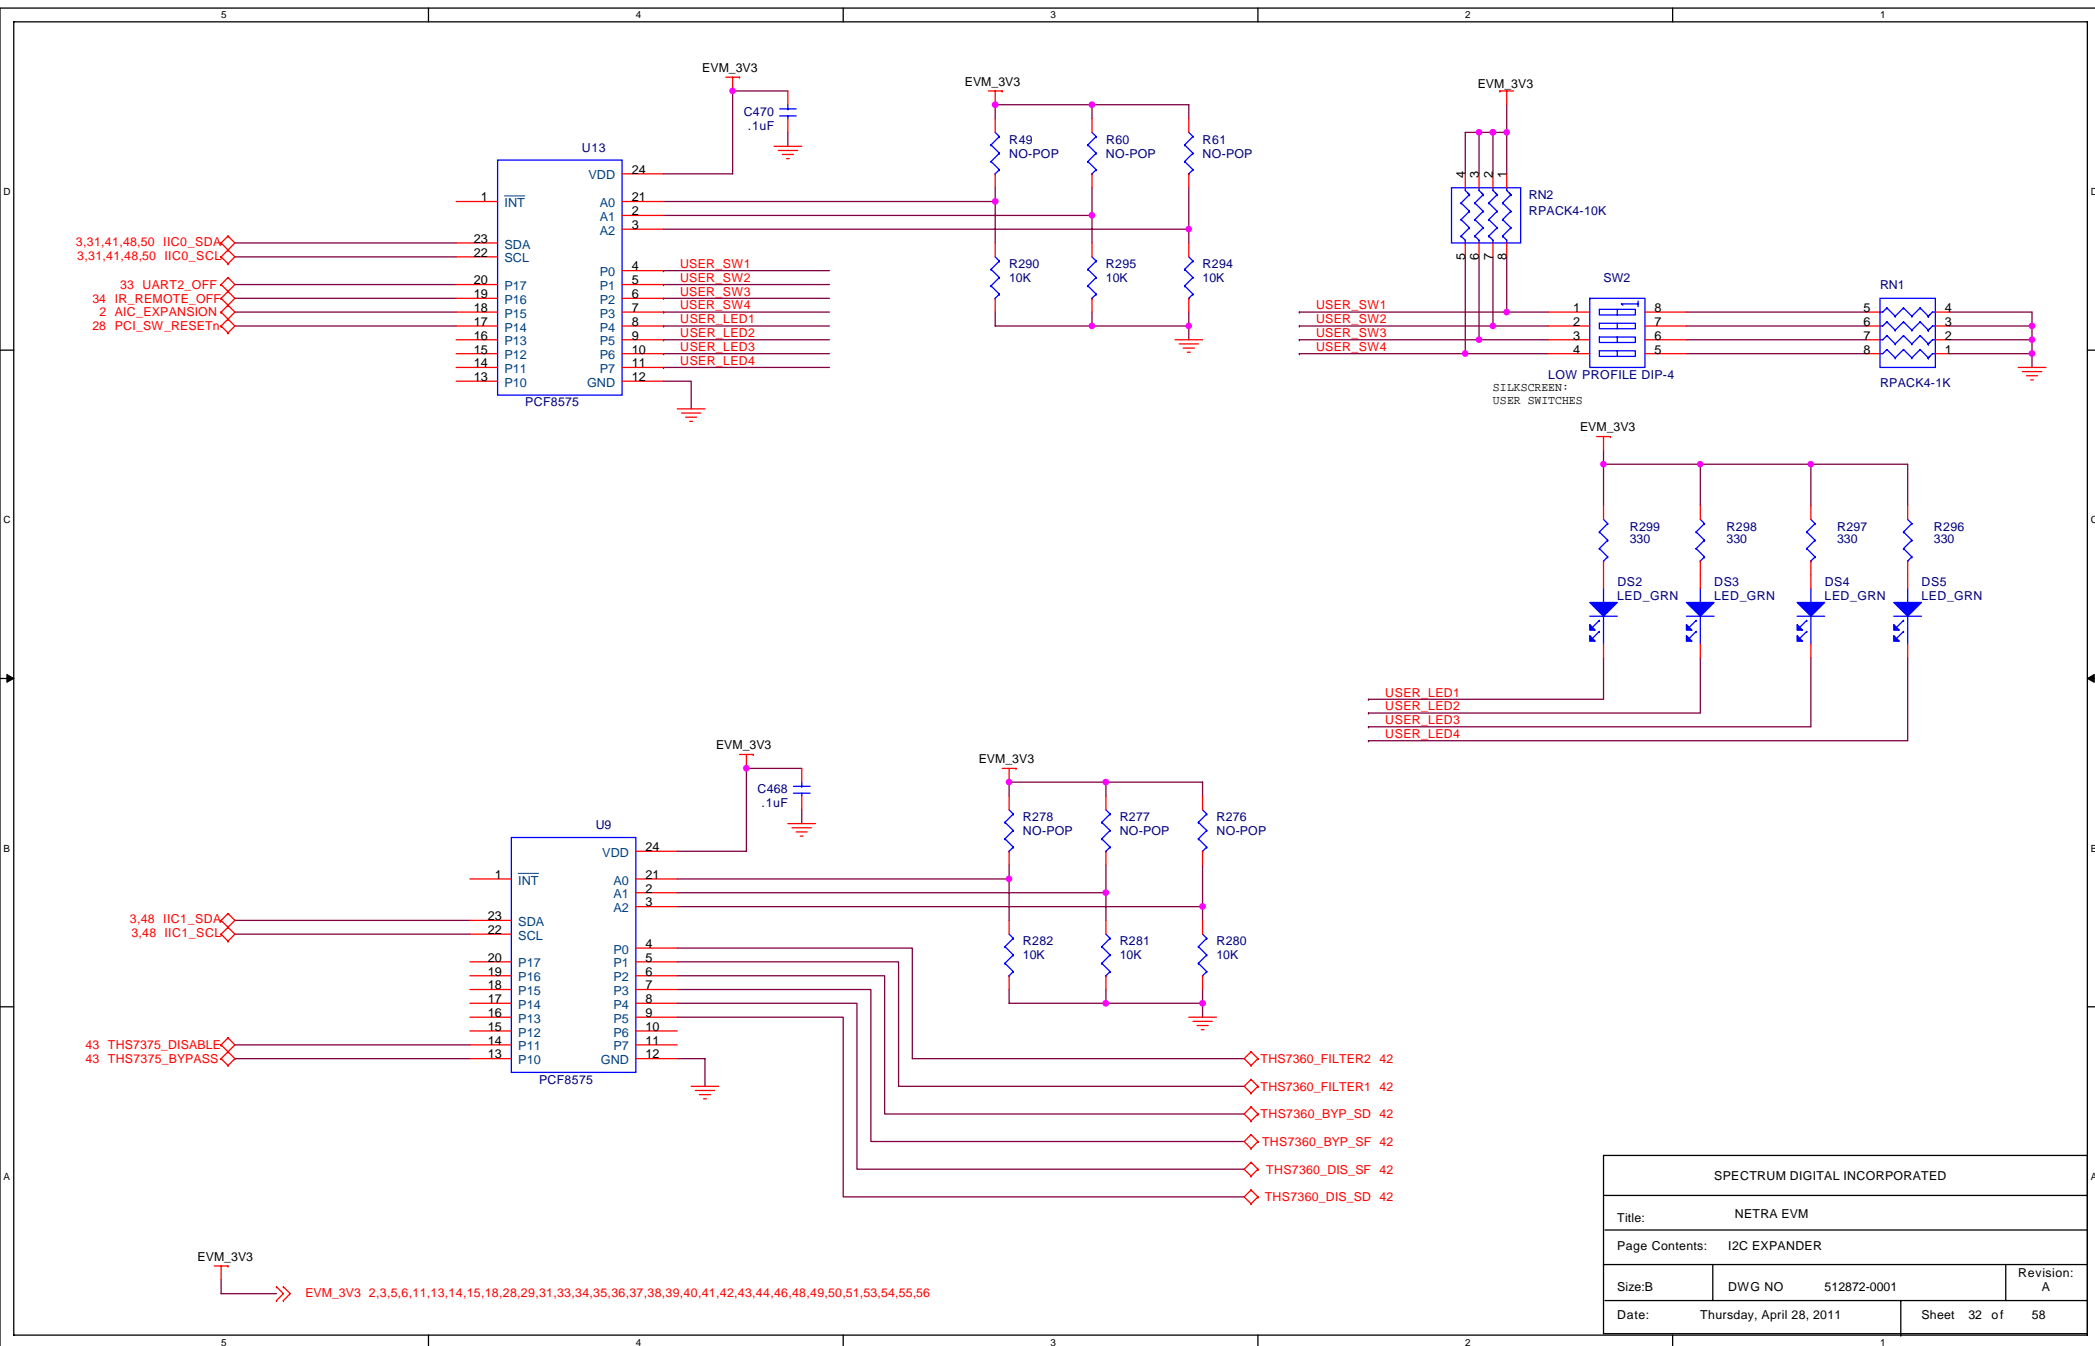 5 4 3 2 1
D D
C C
B B
A A
EVM_3V3
C470
.1uF
U13
VDD 24
1 INT
A0 21
A1 2
A2 3
3,31,41,48,50 IIC0_SDA 23 SDA
3,31,41,48,50 IIC0_SCL 22 SCL
P0 4 USER_SW1
P1 5 USER_SW2
P2 6 USER_SW3
P3 7 USER_SW4
P4 8 USER_LED1
P5 9 USER_LED2
P6 10 USER_LED3
P7 11 USER_LED4
GND 12
33 UART2_OFF 20 P17
34 IR_REMOTE_OFF 19 P16
2 AIC_EXPANSION 18 P15
28 PCI_SW_RESETn 17 P14
16 P13
15 P12
14 P11
13 P10
PCF8575
EVM_3V3
R49
NO-POP
R60
NO-POP
R61
NO-POP
R290
10K
R295
10K
R294
10K
EVM_3V3
4 3 2 1
RN2
RPACK4-10K
5 6 7 8
SW2
USER_SW1 1 8
USER_SW2 2 7
USER_SW3 3 6
USER_SW4 4 5
LOW PROFILE DIP-4
SILKSCREEN:
USER SWITCHES
RN1
5 4
6 3
7 2
8 1
RPACK4-1K
EVM_3V3
R299
330
R298
330
R297
330
R296
330
DS2
LED_GRN
DS3
LED_GRN
DS4
LED_GRN
DS5
LED_GRN
USER_LED1
USER_LED2
USER_LED3
USER_LED4
EVM_3V3
C468
.1uF
U9
VDD 24
1 INT
A0 21
A1 2
A2 3
3,48 IIC1_SDA 23 SDA
3,48 IIC1_SCL 22 SCL
P0 4
P1 5
P2 6
P3 7
P4 8
P5 9
P6 10
P7 11
GND 12
20 P17
19 P16
18 P15
17 P14
16 P13
15 P12
43 THS7375_DISABLE 14 P11
43 THS7375_BYPASS 13 P10
PCF8575
EVM_3V3
R278
NO-POP
R277
NO-POP
R276
NO-POP
R282
10K
R281
10K
R280
10K
THS7360_FILTER2 42
THS7360_FILTER1 42
THS7360_BYP_SD 42
THS7360_BYP_SF 42
THS7360_DIS_SF 42
THS7360_DIS_SD 42
EVM_3V3
EVM_3V3 2,3,5,6,11,13,14,15,18,28,29,31,33,34,35,36,37,38,39,40,41,42,43,44,46,48,49,50,51,53,54,55,56
SPECTRUM DIGITAL INCORPORATED
Title: NETRA EVM
Page Contents: I2C EXPANDER
Size:B DWG NO 512872-0001 Revision: A
Date: Thursday, April 28, 2011 Sheet 32 of 58
5 4 3 2 1